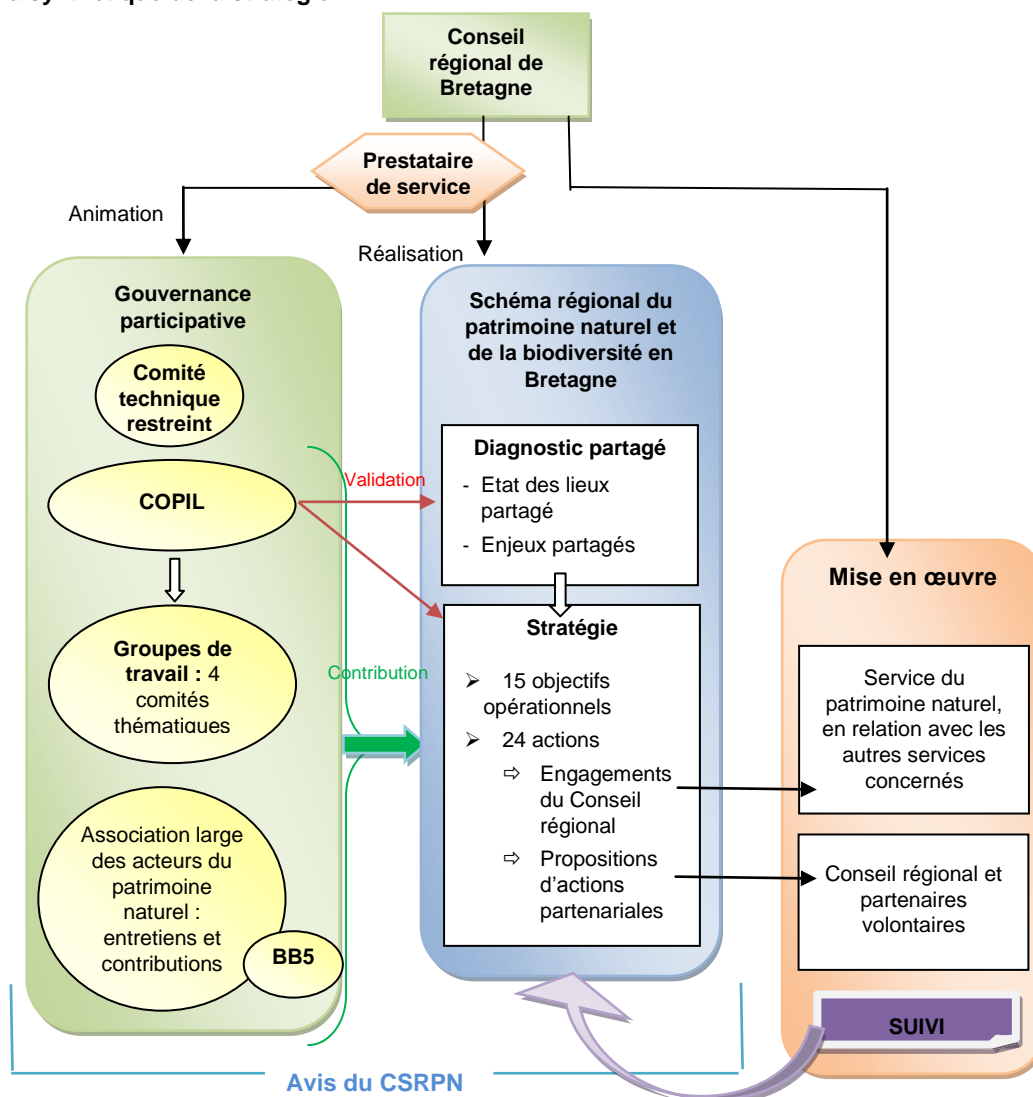 Conseil
régional de
Bretagne
Prestataire
de service
Animation
Réalisation
Gouvernance
participative
Comité
technique
restreint
COPIL
Groupes de
travail : 4
comités
thématiques
Association large
des acteurs du
patrimoine
naturel :
entretiens et
contributions
BB5
Validation
Contribution
Schéma régional du
patrimoine naturel et
de la biodiversité en
Bretagne
Diagnostic partagé
- Etat des lieux
partagé
- Enjeux partagés
Stratégie
➢ 15 objectifs
opérationnels
➢ 24 actions
⇨ Engagements
du Conseil
régional
⇨ Propositions
d'actions
partenariales
Mise en œuvre
Service du
patrimoine naturel,
en relation avec les
autres services
concernés
Conseil régional et
partenaires
volontaires
SUIVI
Avis du CSRPN